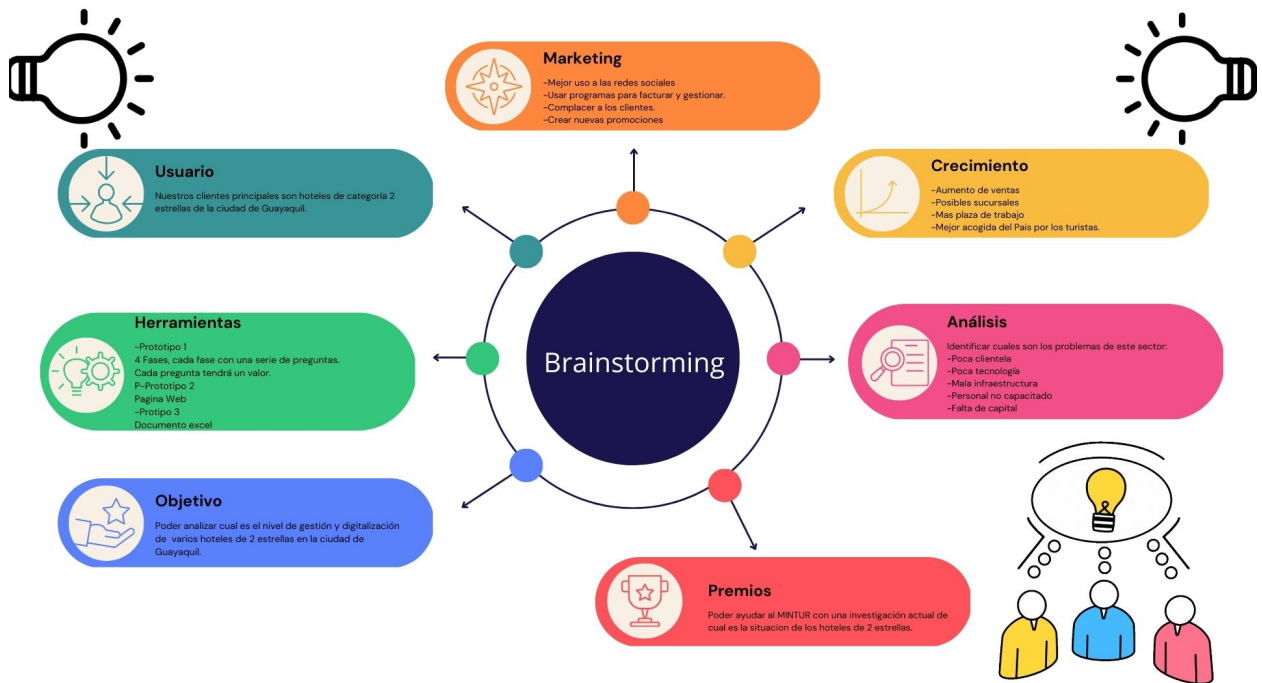 Marketing
-Mejor uso a las redes sociales
-Usar programas para facturar y gestionar.
-Complacer a los clientes.
-Crear nuevas promociones
Usuario
Nuestros clientes principales son hoteles de categoría 2
estrellas de la ciudad de Guayaquil.
Crecimiento
-Aumento de ventas
-Posibles sucursales
-Mas plaza de trabajo
-Mejor acogida del Pais por los turistas.
Herramientas
-Prototipo 1
4 Fases, cada fase con una serie de preguntas.
Cada pregunta tendrá un valor.
P-Prototipo 2
Pagina Web
-Protipo 3
Documento excel
Brainstorming
Análisis
Identificar cuales son los problemas de este sector:
-Poca clientela
-Poca tecnología
-Mala infraestructura
-Personal no capacitado
-Falta de capital
Objetivo
Poder analizar cual es el nivel de gestión y digitalización
de varios hoteles de 2 estrellas en la ciudad de
Guayaquil.
Premios
Poder ayudar al MINTUR con una investigación actual de
cual es la situacion de los hoteles de 2 estrellas.